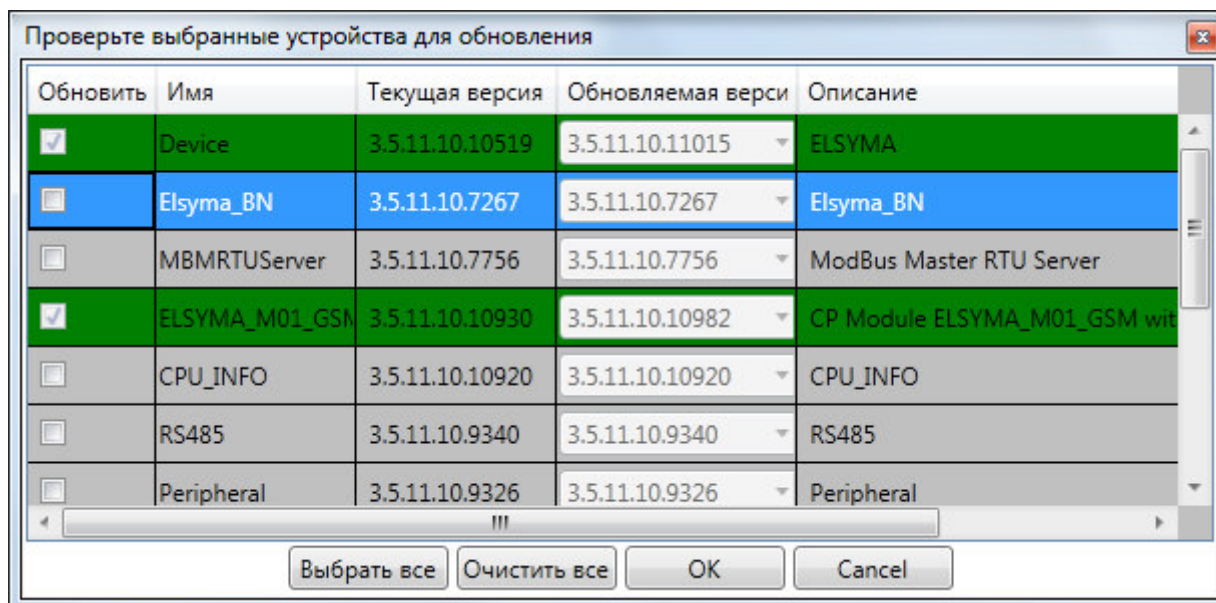 Проверьте выбранные устройства для обновления
Обновить Имя Текущая версия Обновляемая верси Описание
Device 3.5.11.10.10519 3.5.11.10.11015 ELSYMA
Elsyma_BN 3.5.11.10.7267 3.5.11.10.7267 Elsyma_BN
MBMRTUServer 3.5.11.10.7756 3.5.11.10.7756 ModBus Master RTU Server
ELSYMA_M01_GSM 3.5.11.10.10930 3.5.11.10.10982 CP Module ELSYMA_M01_GSM wit
CPU_INFO 3.5.11.10.10920 3.5.11.10.10920 CPU_INFO
RS485 3.5.11.10.9340 3.5.11.10.9340 RS485
Peripheral 3.5.11.10.9326 3.5.11.10.9326 Peripheral
Выбрать все Очистить все OK Cancel